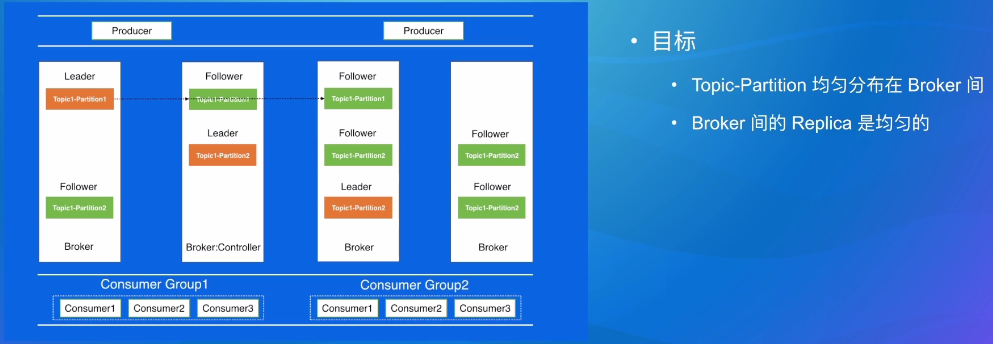 Producer
Producer
Leader
Topic1-Partition1
Follower
Topic1-Partition2
Broker
Follower
Topic1-Partition1
Leader
Topic1-Partition2
Broker:Controller
Follower
Topic1-Partition1
Follower
Topic1-Partition2
Leader
Topic1-Partition2
Broker
Follower
Topic1-Partition2
Follower
Topic1-Partition2
Broker
Consumer Group1
Consumer1
Consumer2
Consumer3
Consumer Group2
Consumer1
Consumer2
Consumer3
• 目标
• Topic-Partition 均匀分布在 Broker 间
• Broker 间的 Replica 是均匀的